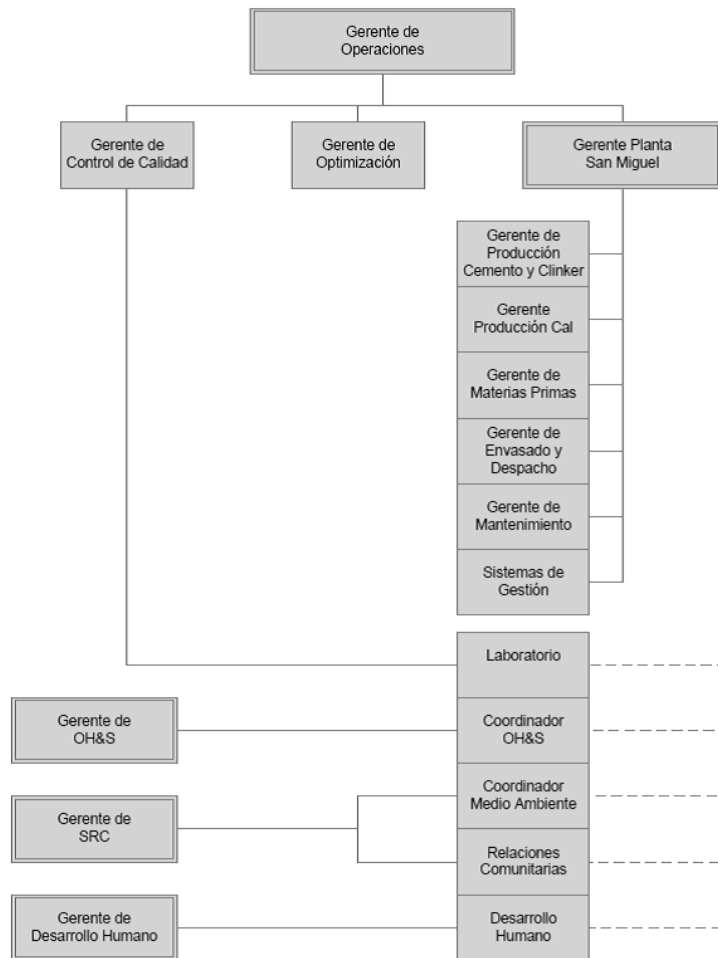 Gerente de
Operaciones
Gerente de
Control de Calidad
Gerente de
Optimización
Gerente Planta
San Miguel
Gerente de
Producción
Cemento y Clinker
Gerente
Producción Cal
Gerente de
Materias Primas
Gerente de
Envasado y
Despacho
Gerente de
Mantenimiento
Sistemas de
Gestión
Laboratorio
Gerente de
OH&S
Coordinador
OH&S
Gerente de
SRC
Coordinador
Medio Ambiente
Relaciones
Comunitarias
Gerente de
Desarrollo Humano
Desarrollo
Humano